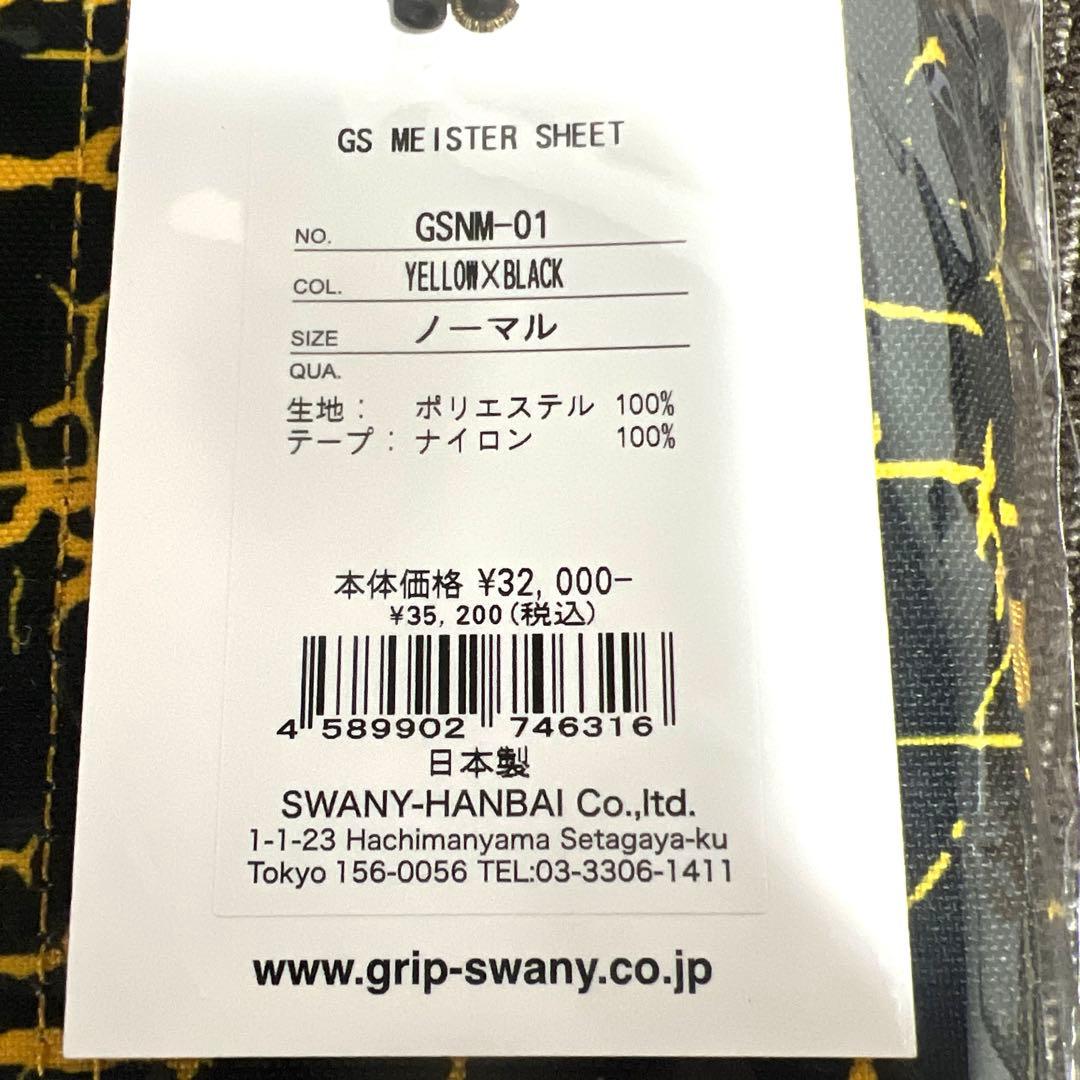 GS MEISTER SHEET
NO. GSNM-01
COL. YELLOW×BLACK
SIZE ノーマル
QUA.
生地： ポリエステル 100%
テープ： ナイロン 100%
本体価格 ¥32,000-
¥35,200(税込)
4 589902 746316
日本製
SWANY-HANBAI Co.,ltd.
1-1-23 Hachimanyama Setagaya-ku
Tokyo 156-0056 TEL:03-3306-1411
www.grip-swany.co.jp